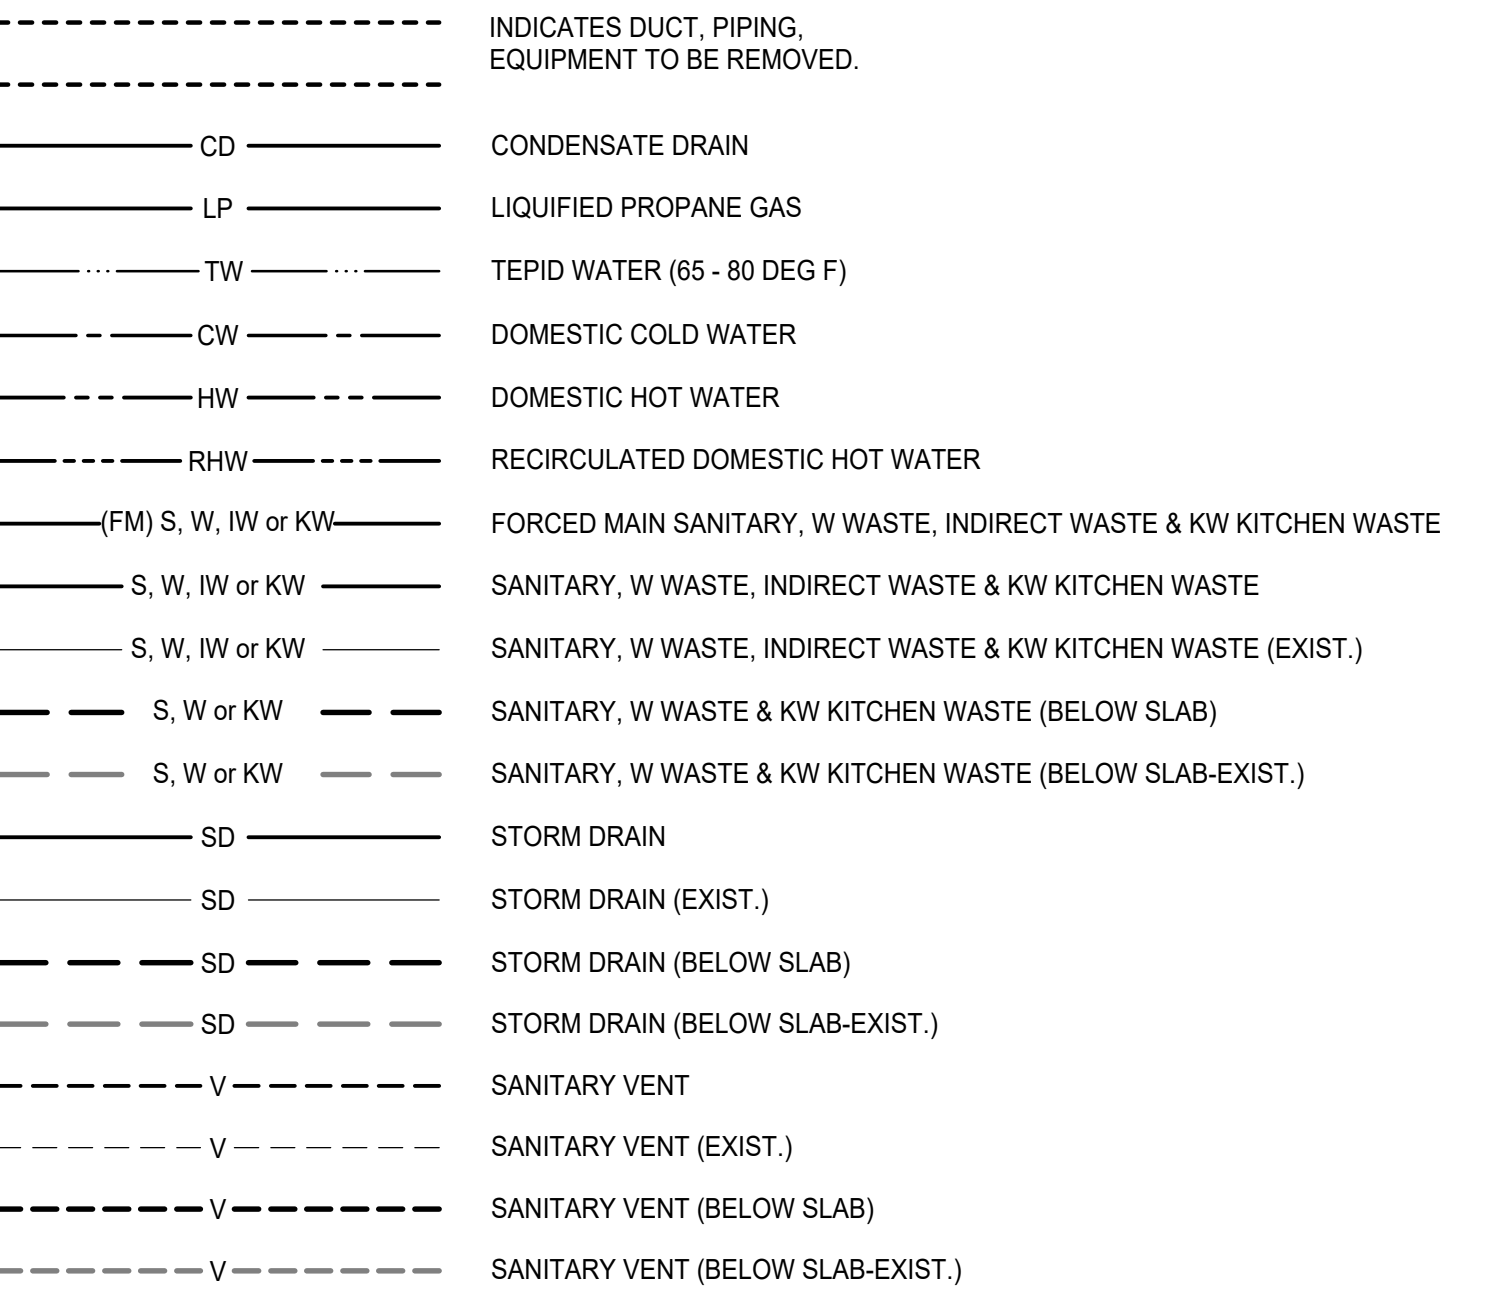 INDICATES DUCT, PIPING,
EQUIPMENT TO BE REMOVED.
CD CONDENSATE DRAIN
LP LIQUIFIED PROPANE GAS
TW TEPID WATER (65 - 80 DEG F)
CW DOMESTIC COLD WATER
HW DOMESTIC HOT WATER
RHW RECIRCULATED DOMESTIC HOT WATER
(FM) S, W, IW or KW FORCED MAIN SANITARY, W WASTE, INDIRECT WASTE & KW KITCHEN WASTE
S, W, IW or KW SANITARY, W WASTE, INDIRECT WASTE & KW KITCHEN WASTE
S, W, IW or KW SANITARY, W WASTE, INDIRECT WASTE & KW KITCHEN WASTE (EXIST.)
S, W or KW SANITARY, W WASTE & KW KITCHEN WASTE (BELOW SLAB)
S, W or KW SANITARY, W WASTE & KW KITCHEN WASTE (BELOW SLAB-EXIST.)
SD STORM DRAIN
SD STORM DRAIN (EXIST.)
SD STORM DRAIN (BELOW SLAB)
SD STORM DRAIN (BELOW SLAB-EXIST.)
V SANITARY VENT
V SANITARY VENT (EXIST.)
V SANITARY VENT (BELOW SLAB)
V SANITARY VENT (BELOW SLAB-EXIST.)